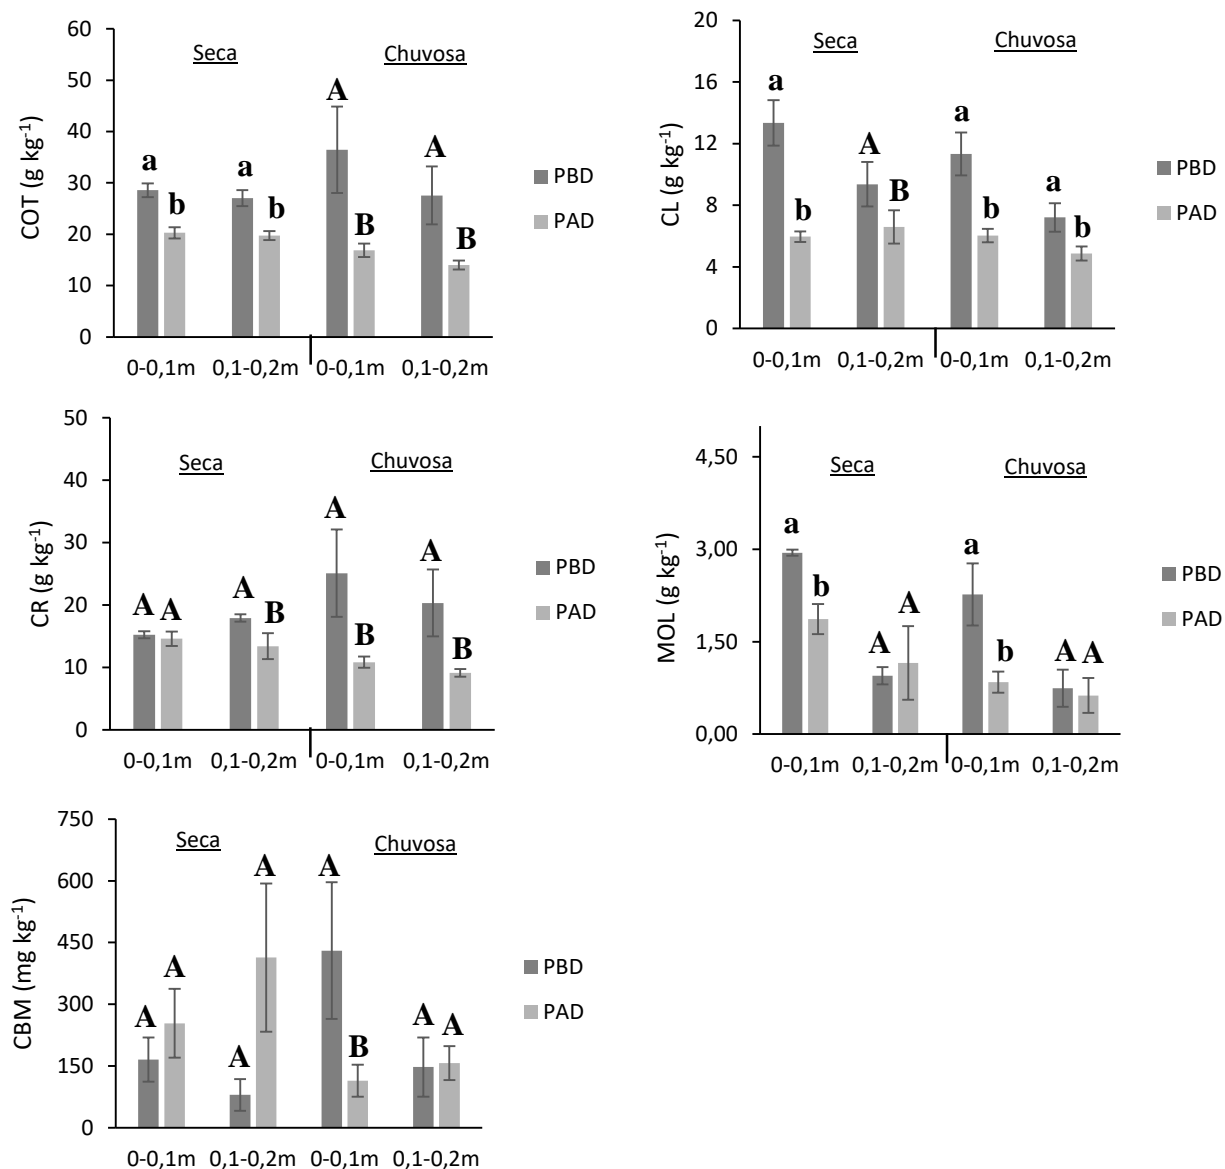 60
50
40
30
20
10
0
COT (g kg⁻¹)
Seca
Chuvosa
a
b
a
b
A
B
A
B
0-0,1m
0,1-0,2m
0-0,1m
0,1-0,2m
PBD
PAD
20
16
12
8
4
0
CL (g kg⁻¹)
Seca
Chuvosa
a
b
A
B
a
b
a
b
0-0,1m
0,1-0,2m
0-0,1m
0,1-0,2m
PBD
PAD
50
40
30
20
10
0
CR (g kg⁻¹)
Seca
Chuvosa
A
A
A
B
A
B
A
B
0-0,1m
0,1-0,2m
0-0,1m
0,1-0,2m
PBD
PAD
4,50
3,00
1,50
0,00
MOL (g kg⁻¹)
Seca
Chuvosa
a
b
A
A
a
b
A
A
0-0,1m
0,1-0,2m
0-0,1m
0,1-0,2m
PBD
PAD
750
600
450
300
150
0
CBM (mg kg⁻¹)
Seca
Chuvosa
A
A
A
A
A
B
A
A
0-0,1m
0,1-0,2m
0-0,1m
0,1-0,2m
PBD
PAD